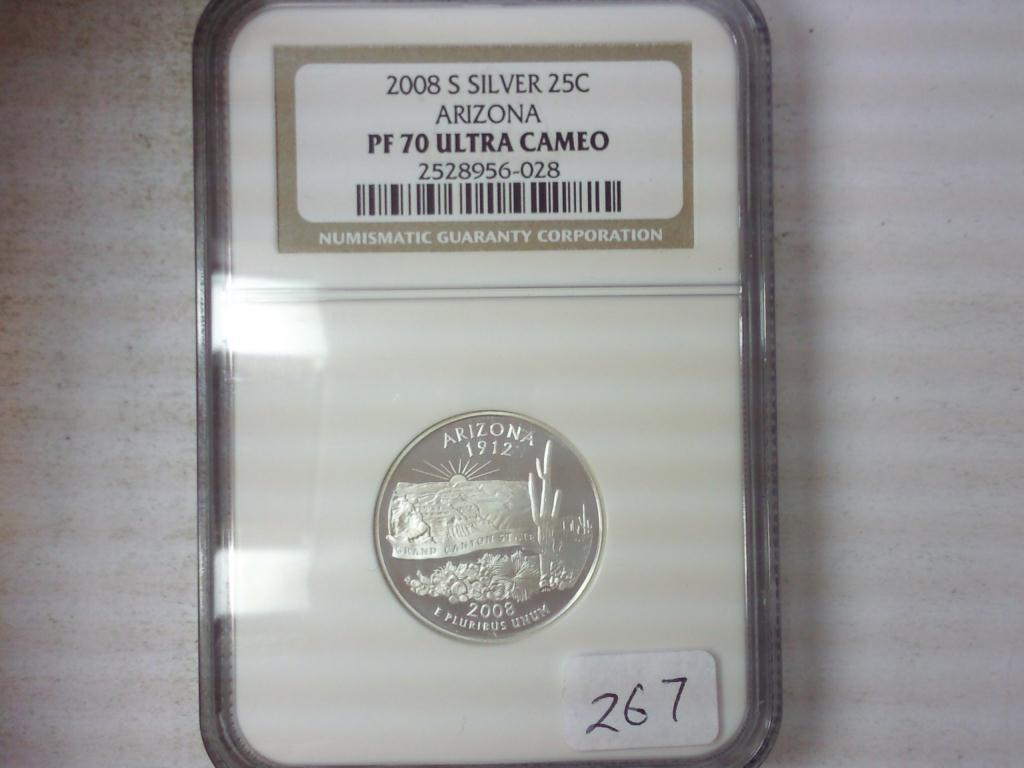 2008 S SILVER 25C
ARIZONA
PF 70 ULTRA CAMEO
2528956-028
NUMISMATIC GUARANTY CORPORATION
ARIZONA
1912
GRAND CANYON STATE
2008
E PLURIBUS UNUM
267